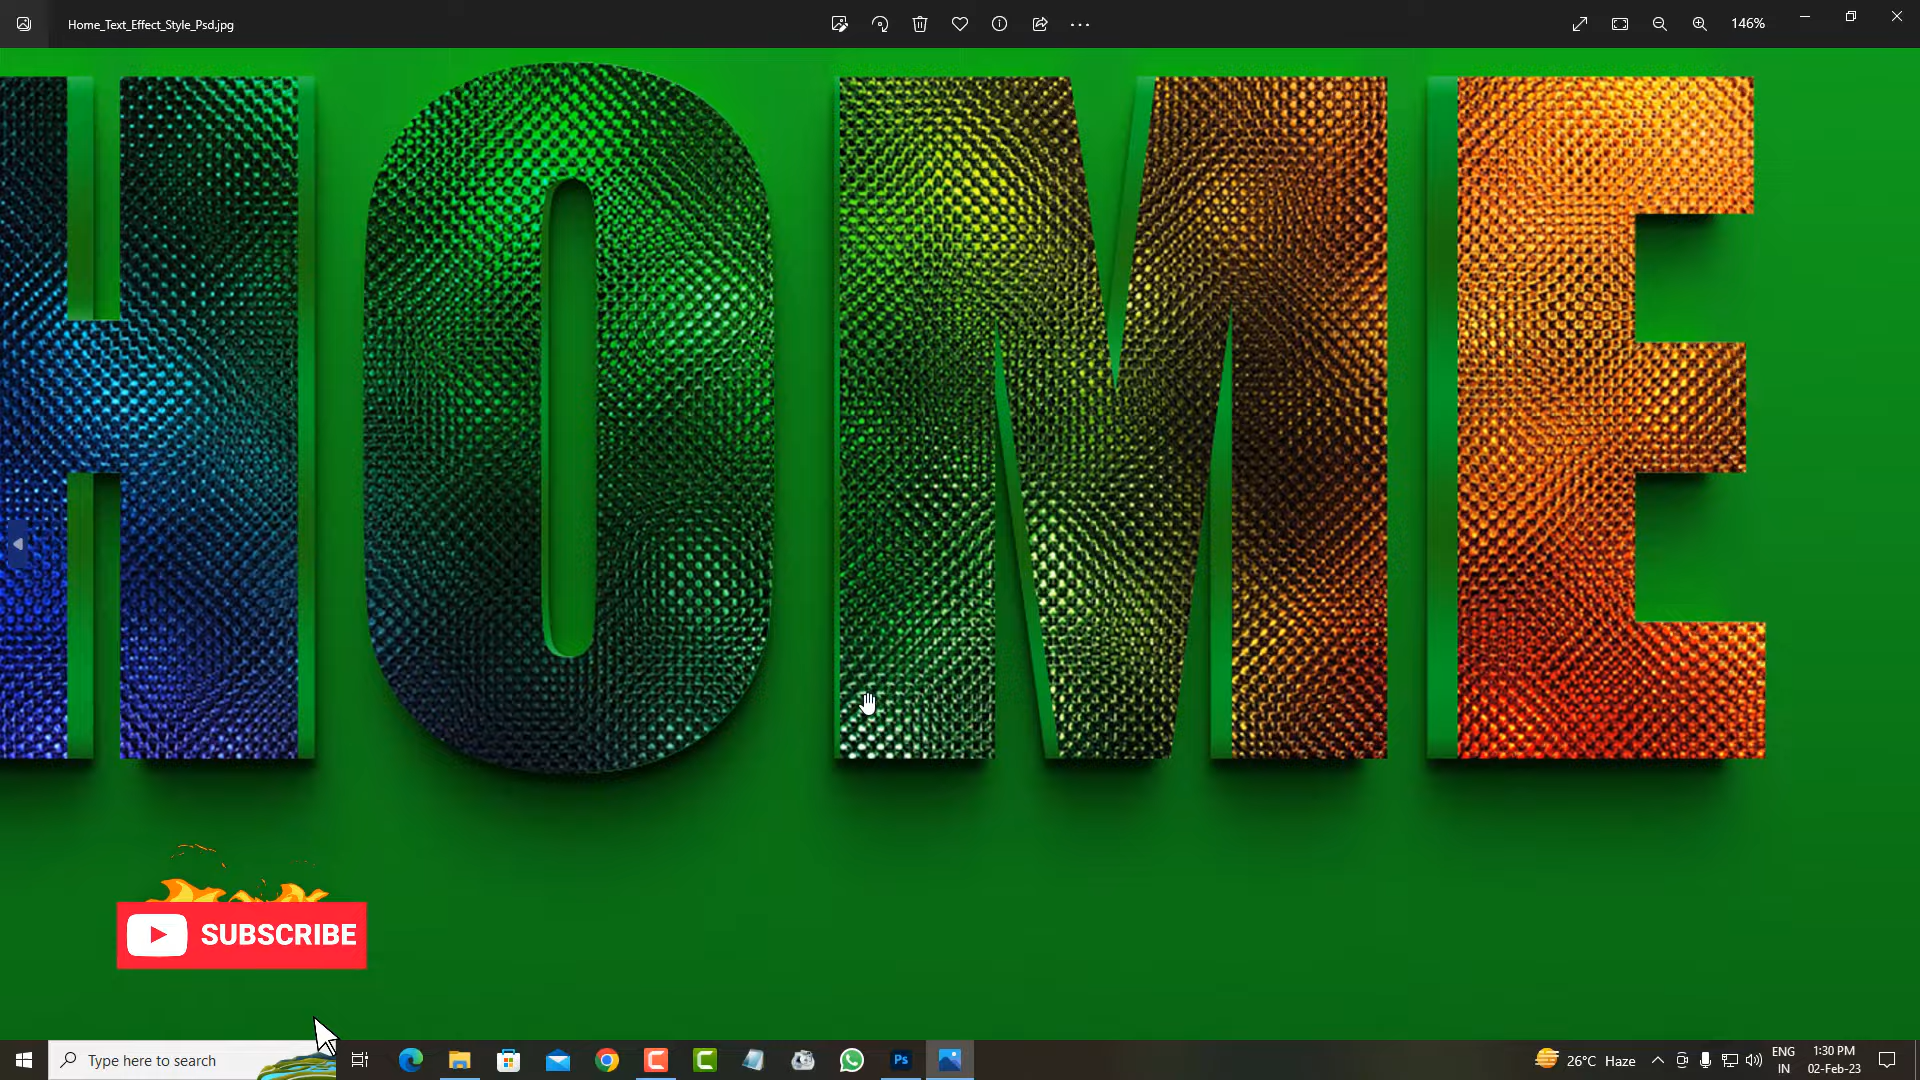 Home_Text_Effect_Style_Psd.jpg
146%
HOME
SUBSCRIBE
Type here to search
Ps
26°C Haze
ENG
IN
1:30 PM
02-Feb-23